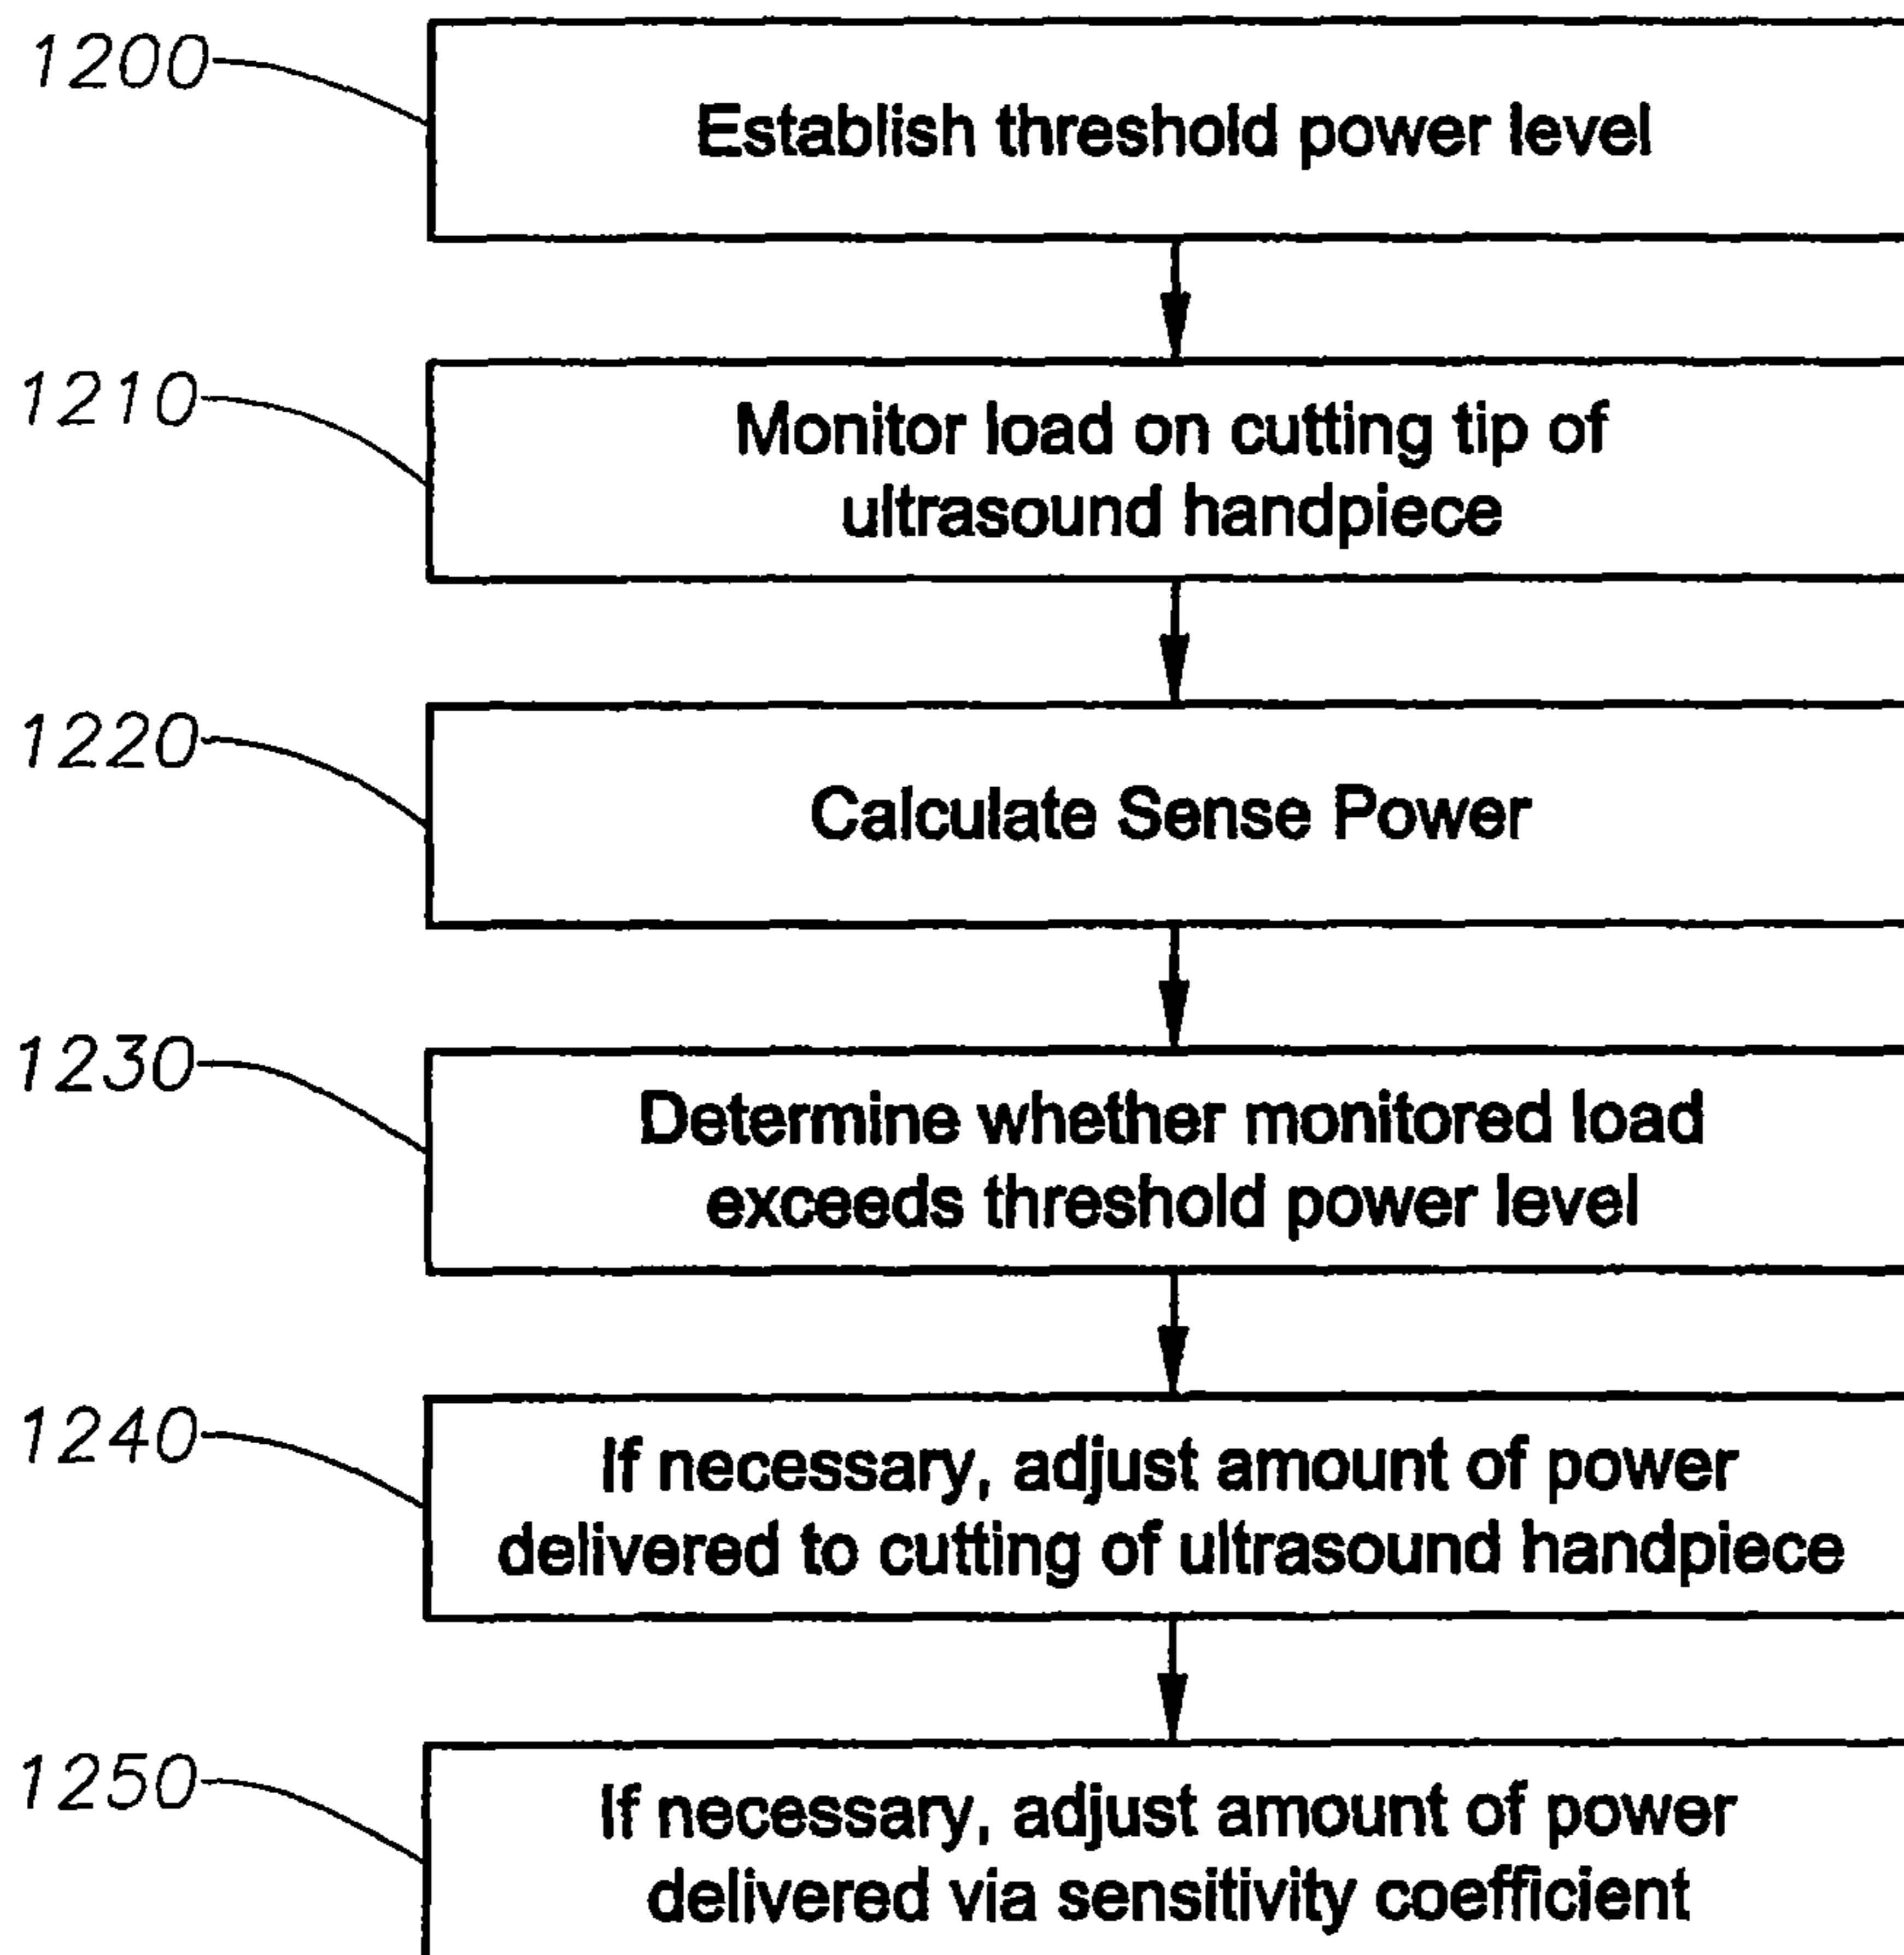 1200
Establish threshold power level
1210
Monitor load on cutting tip of
ultrasound handpiece
1220
Calculate Sense Power
1230
Determine whether monitored load
exceeds threshold power level
1240
If necessary, adjust amount of power
delivered to cutting of ultrasound handpiece
1250
If necessary, adjust amount of power
delivered via sensitivity coefficient